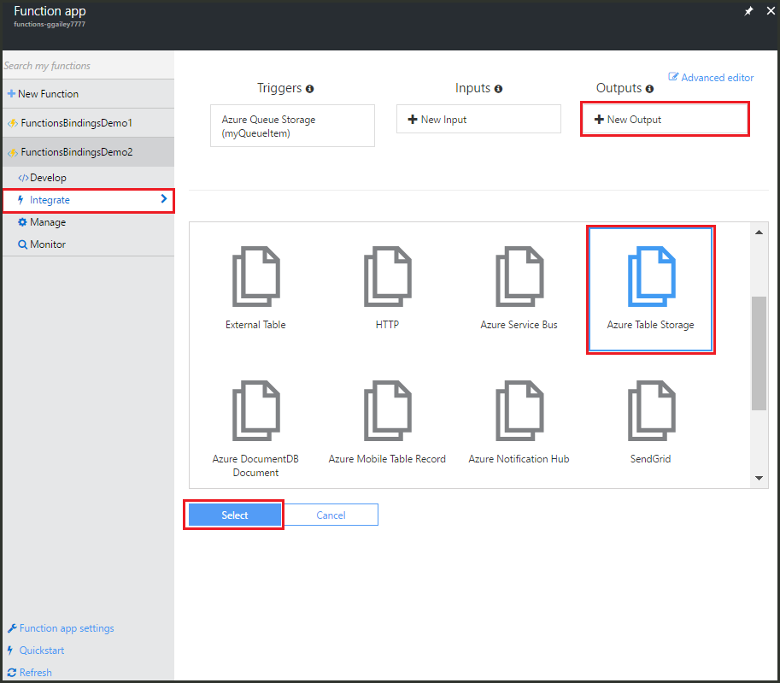 Function app
functions-ggailey7777
Search my functions
New Function
FunctionsBindingsDemo1
FunctionsBindingsDemo2
Develop
Integrate
Manage
Monitor
Function app settings
Quickstart
Refresh
Advanced editor
Triggers
Inputs
Outputs
Azure Queue Storage
(myQueueItem)
New Input
New Output
External Table
HTTP
Azure Service Bus
Azure Table Storage
Azure DocumentDB
Document
Azure Mobile Table Record
Azure Notification Hub
SendGrid
Select
Cancel